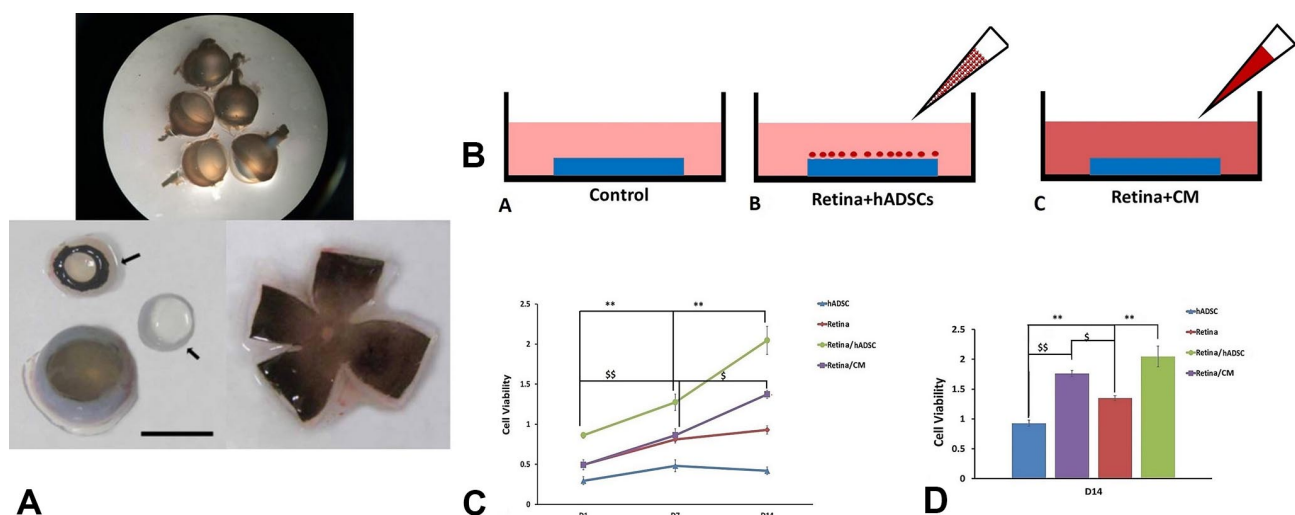 A
B
A
Control
B
Retina+hADSCs
C
Retina+CM
C
Cell Viability
2.5
2
1.5
1
0.5
0
**
**
$$
$
hADSC
Retina
Retina/hADSC
Retina/CM
D7
D14
D
Cell Viability
2.5
2
1.5
1
0.5
0
**
**
$$
$
D14
hADSC
Retina
Retina/hADSC
Retina/CM